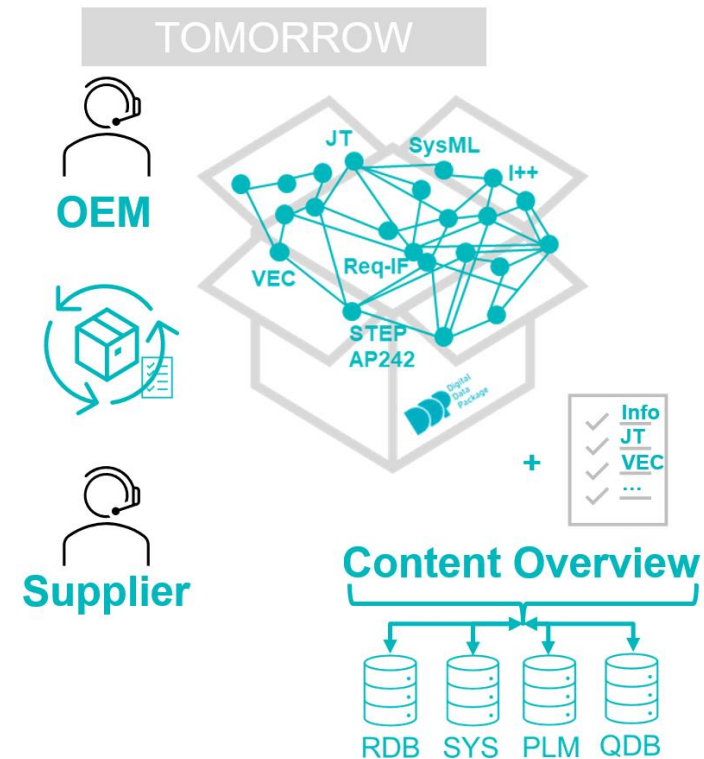 TOMORROW
OEM
JT
SysML
I++
VEC
Req-IF
STEP
AP242
Digital
Data
Package
+
Info
JT
VEC
...
Supplier
Content Overview
RDB SYS PLM QDB